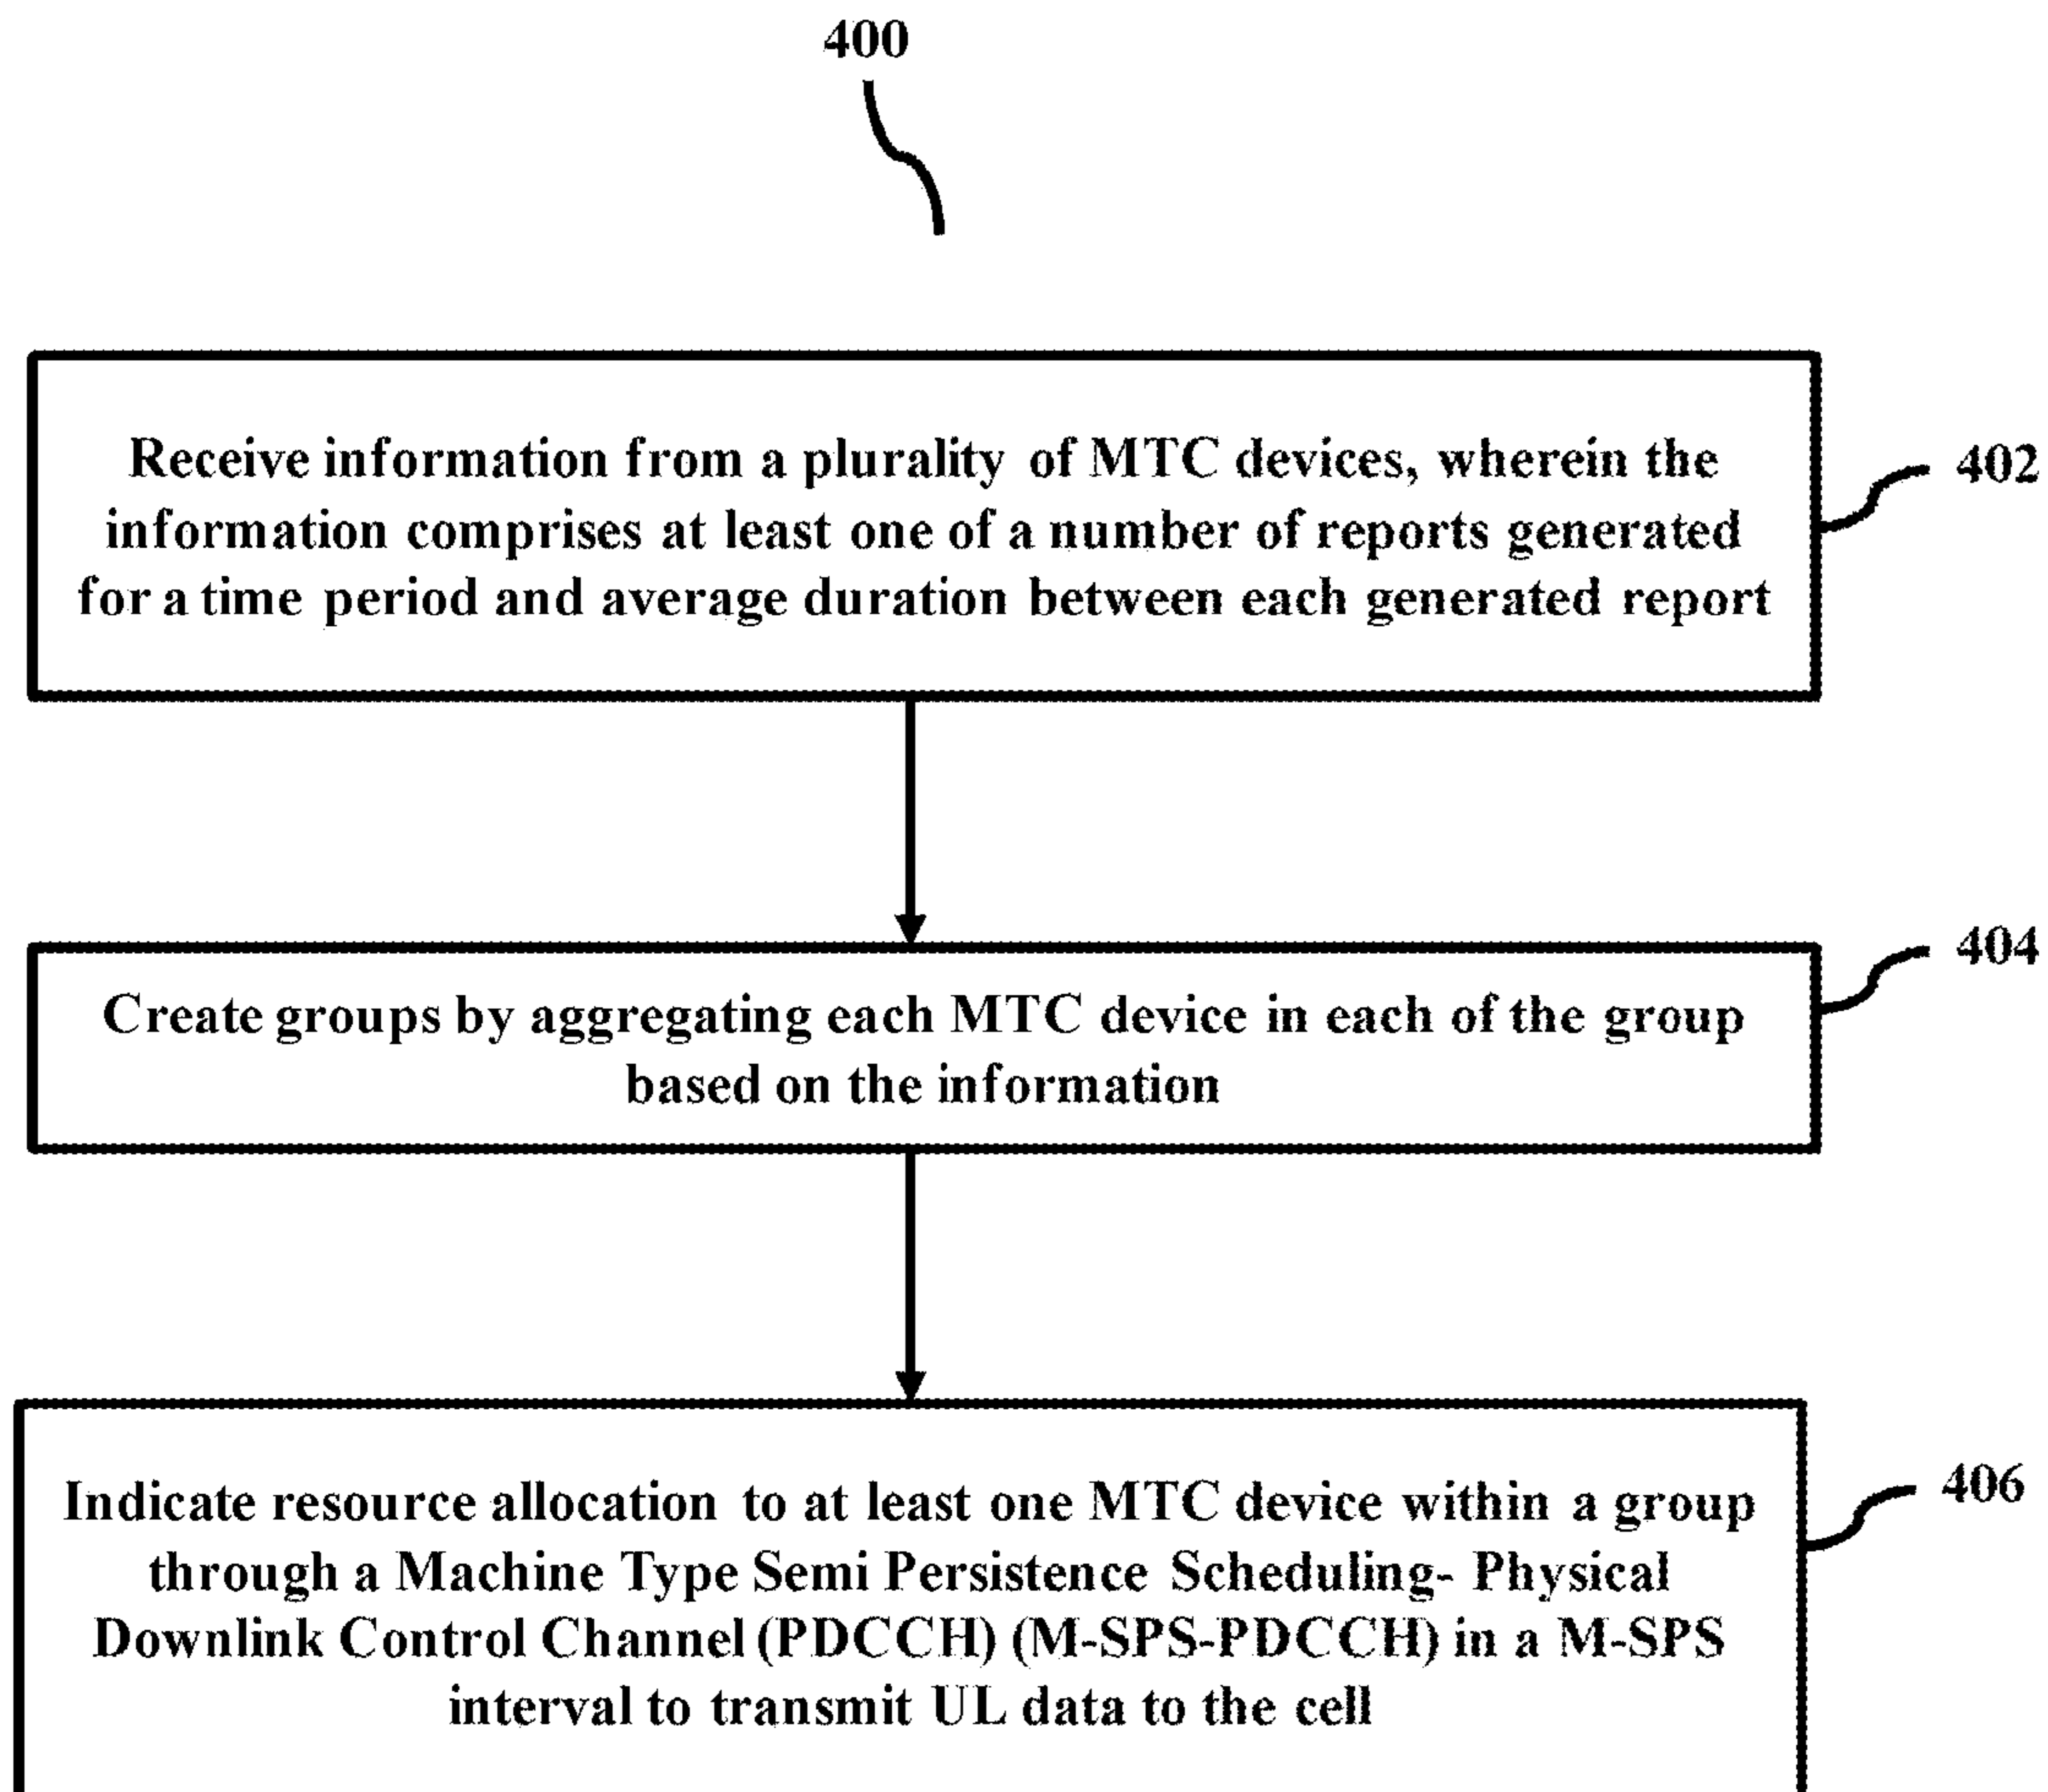 400
Receive information from a plurality of MTC devices, wherein the
information comprises at least one of a number of reports generated
for a time period and average duration between each generated report
402
Create groups by aggregating each MTC device in each of the group
based on the information
404
Indicate resource allocation to at least one MTC device within a group
through a Machine Type Semi Persistence Scheduling- Physical
Downlink Control Channel (PDCCH) (M-SPS-PDCCH) in a M-SPS
interval to transmit UL data to the cell
406